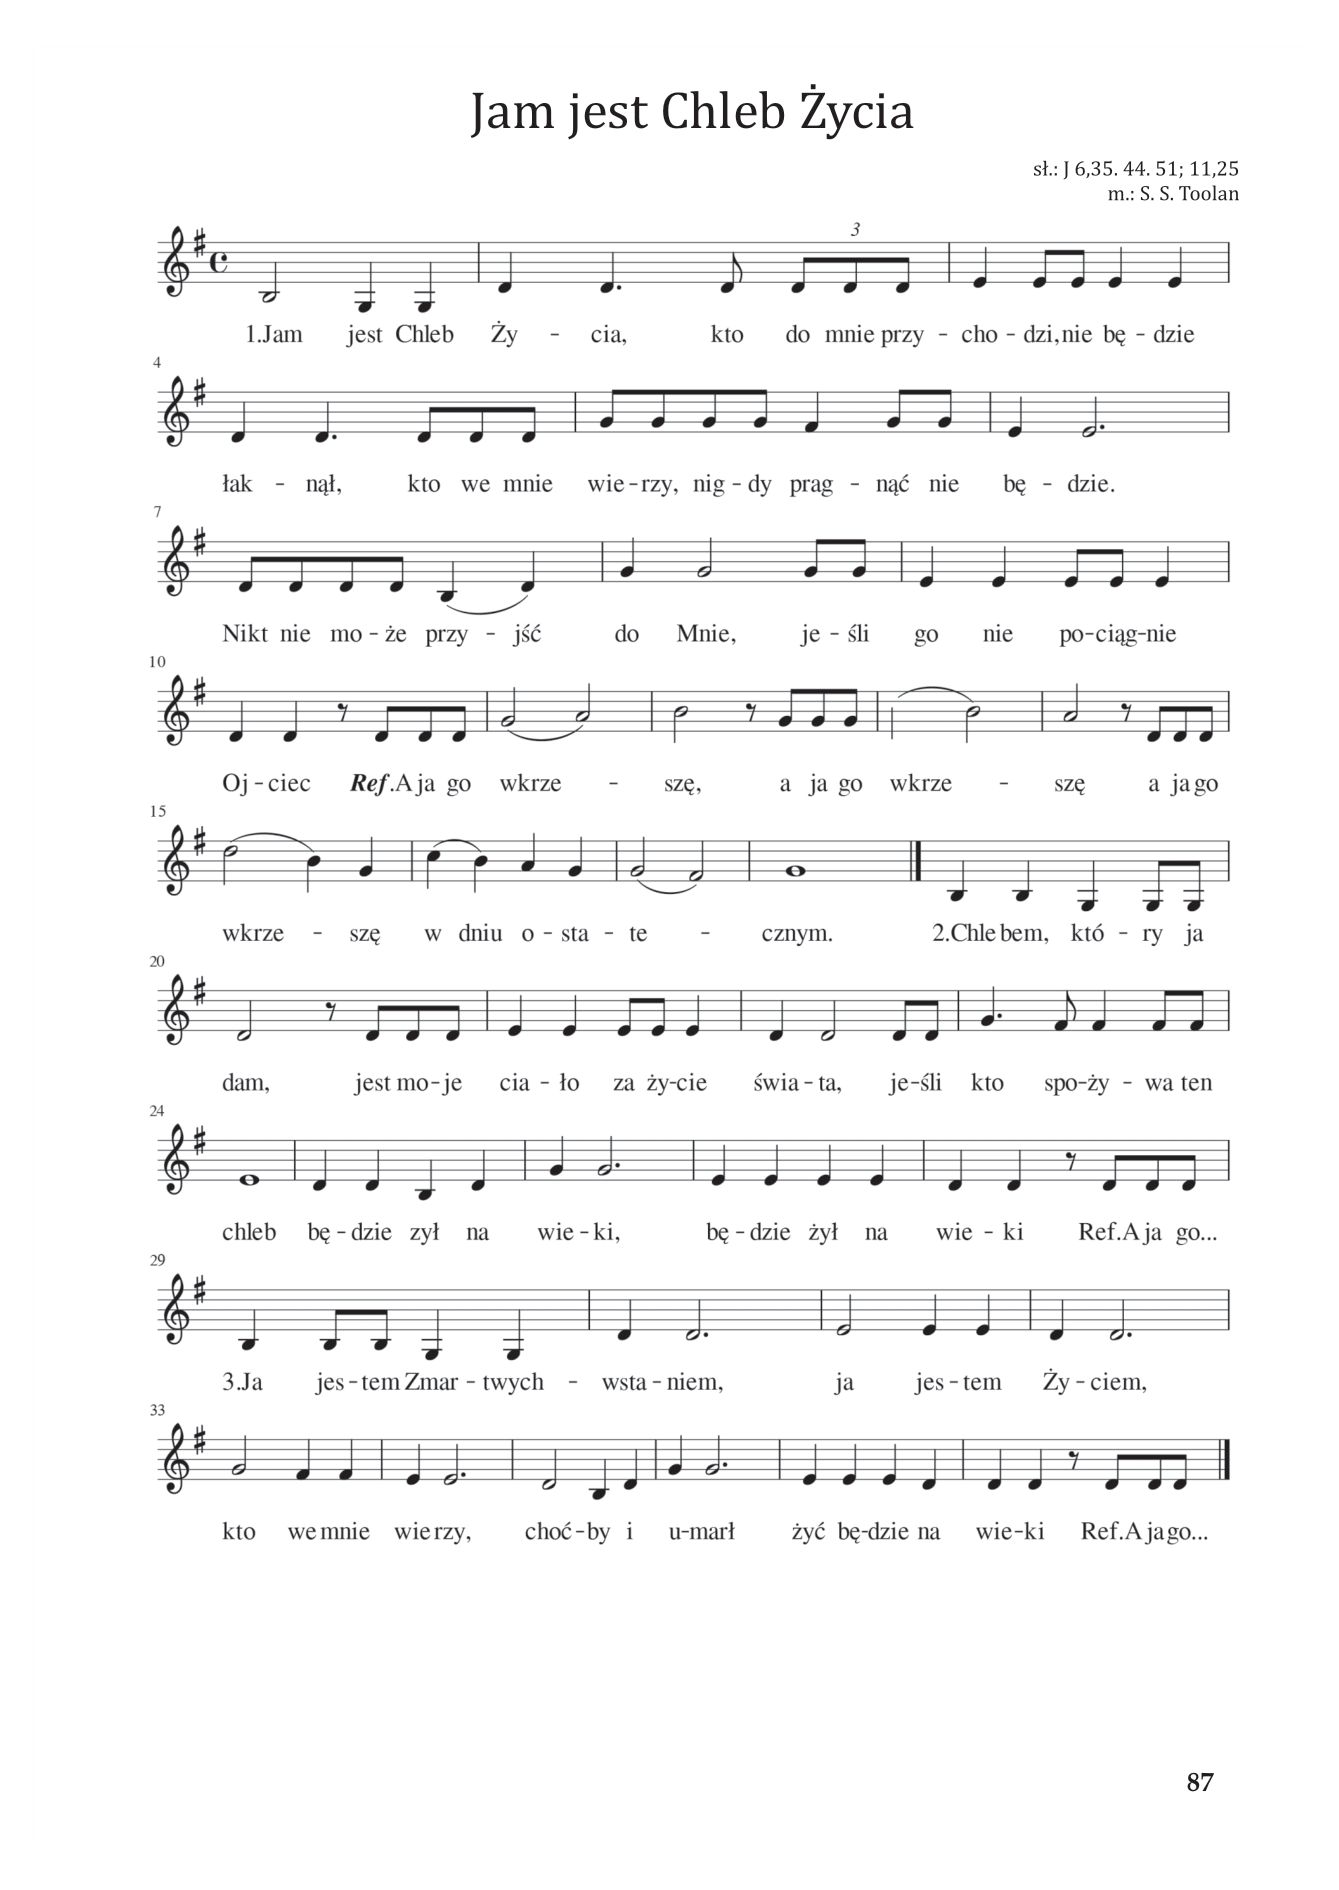 Jam jest Chleb Życia
sł.: J 6,35. 44. 51; 11,25
m.: S. S. Toolan
3
1.Jam jest Chleb Ży - cia, kto do mnie przy - cho - dzi, nie bę - dzie
4
łak - nął, kto we mnie wie - rzy, nig - dy prag - nąć nie bę - dzie.
7
Nikt nie mo - że przy - jść do Mnie, je - śli go nie po - ciąg - nie
10
Oj - ciec Ref.A ja go wkrze - szę, a ja go wkrze - szę a ja go
15
wkrze - szę w dniu o - sta - te - cznym. 2.Chle bem, któ - ry ja
20
dam, jest mo - je cia - ło za ży - cie świa - ta, je - śli kto spo - ży - wa ten
24
chleb bę - dzie zył na wie - ki, bę - dzie żył na wie - ki Ref.A ja go...
29
3.Ja jes - tem Zmar - twych - wsta - niem, ja jes - tem Ży - ciem,
33
kto we mnie wie rzy, choć - by i u - marł żyć bę - dzie na wie - ki Ref.A ja go...
87